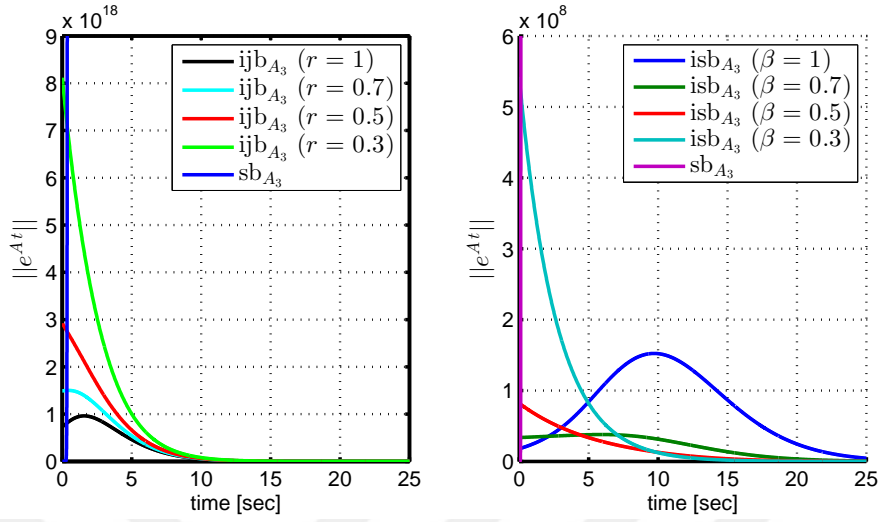 x 10^18
9
8
7
6
5
4
3
2
1
0
||e^{At}||
0 5 10 15 20 25
time [sec]
ijb_{A_3} (r = 1)
ijb_{A_3} (r = 0.7)
ijb_{A_3} (r = 0.5)
ijb_{A_3} (r = 0.3)
sb_{A_3}
x 10^8
6
5
4
3
2
1
0
||e^{At}||
0 5 10 15 20 25
time [sec]
isb_{A_3} (β = 1)
isb_{A_3} (β = 0.7)
isb_{A_3} (β = 0.5)
isb_{A_3} (β = 0.3)
sb_{A_3}